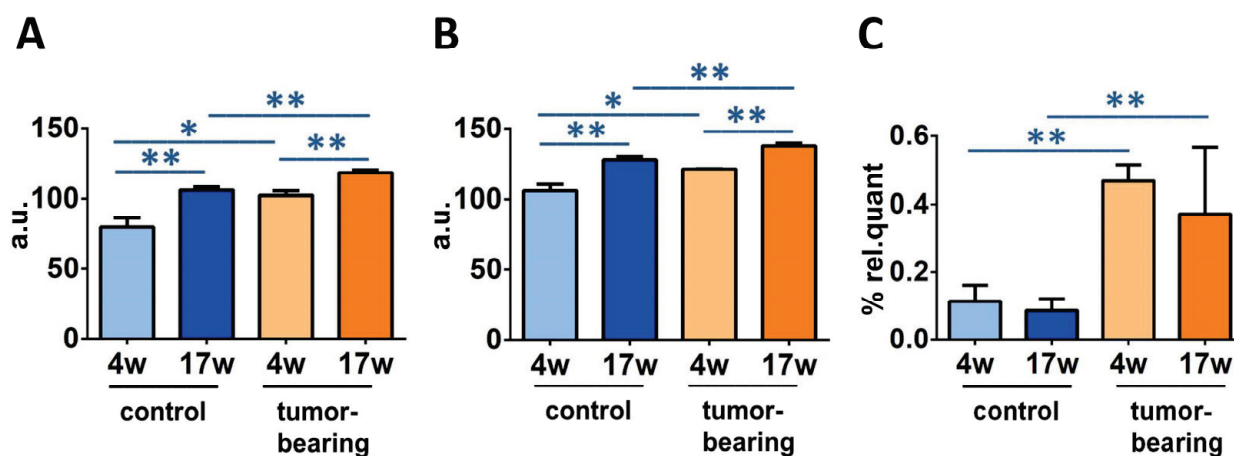 A
B
C
**
**
**
*
*
**
**
**
**
**
150
100
50
0
a.u.
150
100
50
0
a.u.
0.6
0.4
0.2
0.0
% rel.quant
4w 17w 4w 17w
control tumor-
bearing
4w 17w 4w 17w
control tumor-
bearing
4w 17w 4w 17w
control tumor-
bearing